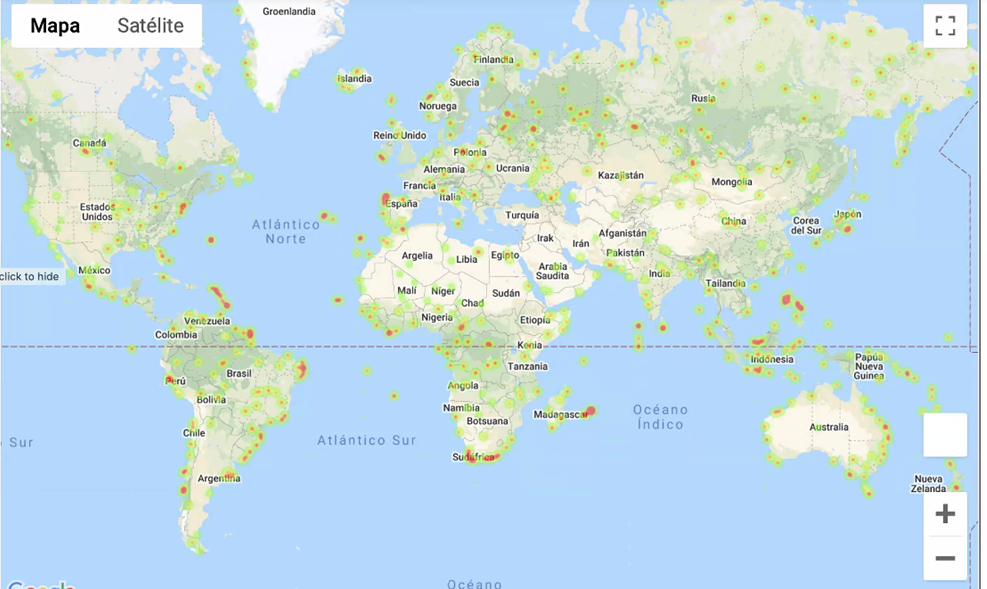 Mapa
Satélite
Groenlandia
Islandia
Finlandia
Suecia
Noruega
Rusia
Reino Unido
Canadá
Polonia
Alemania
Ucrania
Kazajistán
Mongolia
Francia
Italia
España
Estados
Unidos
Atlántico
Norte
Turquía
China
Corea
del Sur
Japón
Afganistán
Irak
Irán
Pakistán
Argelia
Libia
Egipto
Arabia
Saudita
click to hide
México
India
Tailandia
Malí
Níger
Sudán
Chad
Venezuela
Nigeria
Etiopía
Colombia
Kenia
Indonesia
Papúa
Nueva
Guinea
Perú
Brasil
Tanzania
Bolivia
Angola
Namibia
Botsuana
Madagascar
Océano
Índico
Australia
Chile
Sur
Atlántico Sur
Sudáfrica
Argentina
Nueva
Zelanda
Océano
Google